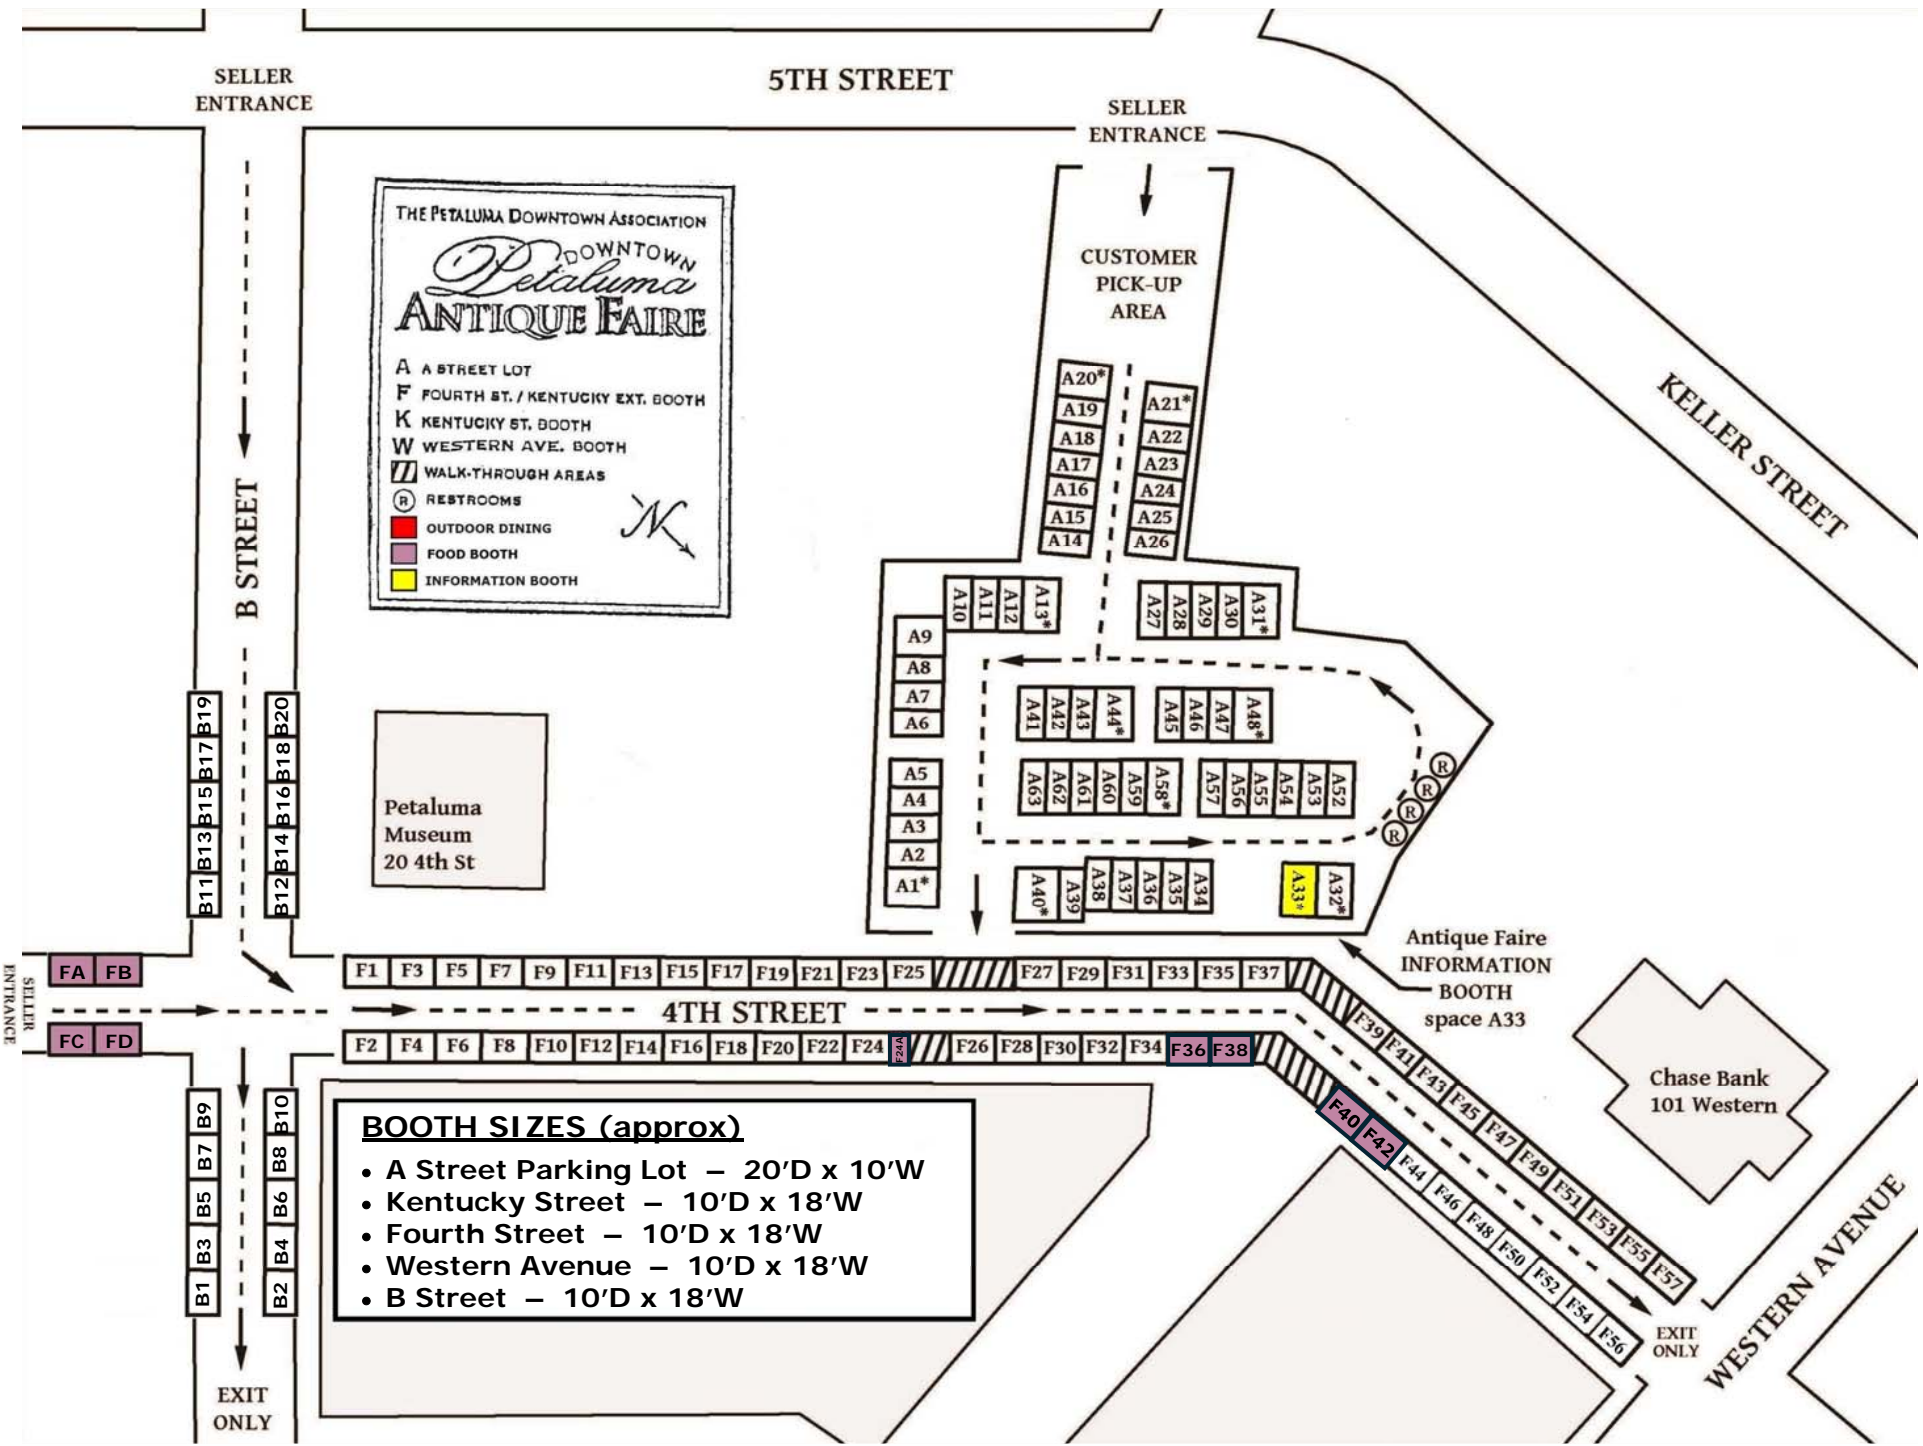 SELLER
ENTRANCE
5TH STREET
SELLER
ENTRANCE
THE PETALUMA DOWNTOWN ASSOCIATION
DOWNTOWN
Petaluma
ANTIQUE FAIRE
A A STREET LOT
F FOURTH ST. / KENTUCKY EXT. BOOTH
K KENTUCKY ST. BOOTH
W WESTERN AVE. BOOTH
WALK-THROUGH AREAS
R RESTROOMS
OUTDOOR DINING
FOOD BOOTH
INFORMATION BOOTH
N
CUSTOMER
PICK-UP
AREA
KELLER STREET
B STREET
A20*
A19
A18
A17
A16
A15
A14
A21*
A22
A23
A24
A25
A26
A10 A11 A12 A13*
A27 A28 A29 A30 A31*
A9
A8
A7
A6
A5
A4
A3
A2
A1*
A41 A42 A43 A44*
A45 A46 A47 A48*
A63 A62 A61 A60 A59 A58*
A57 A56 A55 A54 A53 A52
R
R
R
R
A40* A39 A38 A37 A36 A35 A34
A33* A32*
B19 B20
B17 B18
B15 B16
B13 B14
B11 B12
Petaluma
Museum
20 4th St
Antique Faire
INFORMATION
BOOTH
space A33
SELLER
ENTRANCE
FA FB
FC FD
F1 F3 F5 F7 F9 F11 F13 F15 F17 F19 F21 F23 F25 F27 F29 F31 F33 F35 F37
4TH STREET
F2 F4 F6 F8 F10 F12 F14 F16 F18 F20 F22 F24 F24A F26 F28 F30 F32 F34 F36 F38
F39 F41 F43 F45 F47 F49 F51 F53 F55 F57
F40 F42 F44 F46 F48 F50 F52 F54 F56
Chase Bank
101 Western
B9 B10
B7 B8
B5 B6
B3 B4
B1 B2
BOOTH SIZES (approx)
• A Street Parking Lot – 20'D x 10'W
• Kentucky Street – 10'D x 18'W
• Fourth Street – 10'D x 18'W
• Western Avenue – 10'D x 18'W
• B Street – 10'D x 18'W
EXIT
ONLY
EXIT
ONLY
WESTERN AVENUE